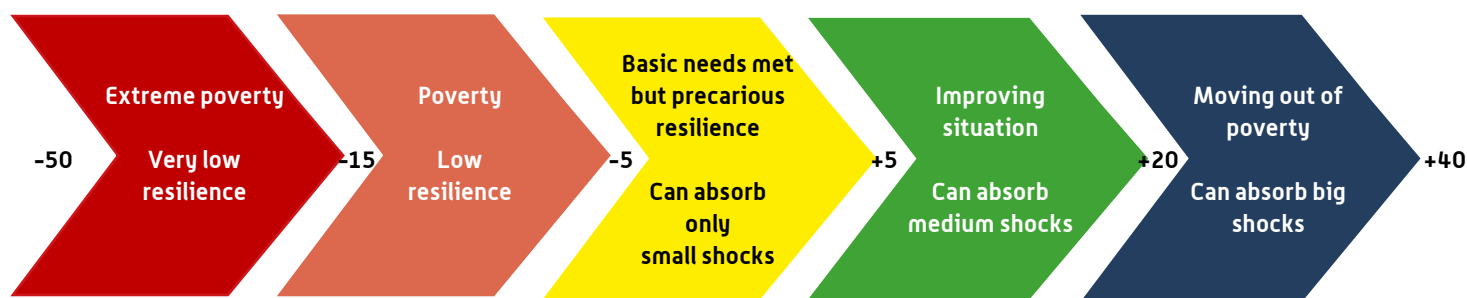 -50
Extreme poverty
Very low
resilience
-15
Poverty
Low
resilience
-5
Basic needs met
but precarious
resilience
Can absorb
only
small shocks
+5
Improving
situation
Can absorb
medium shocks
+20
Moving out of
poverty
Can absorb big
shocks
+40